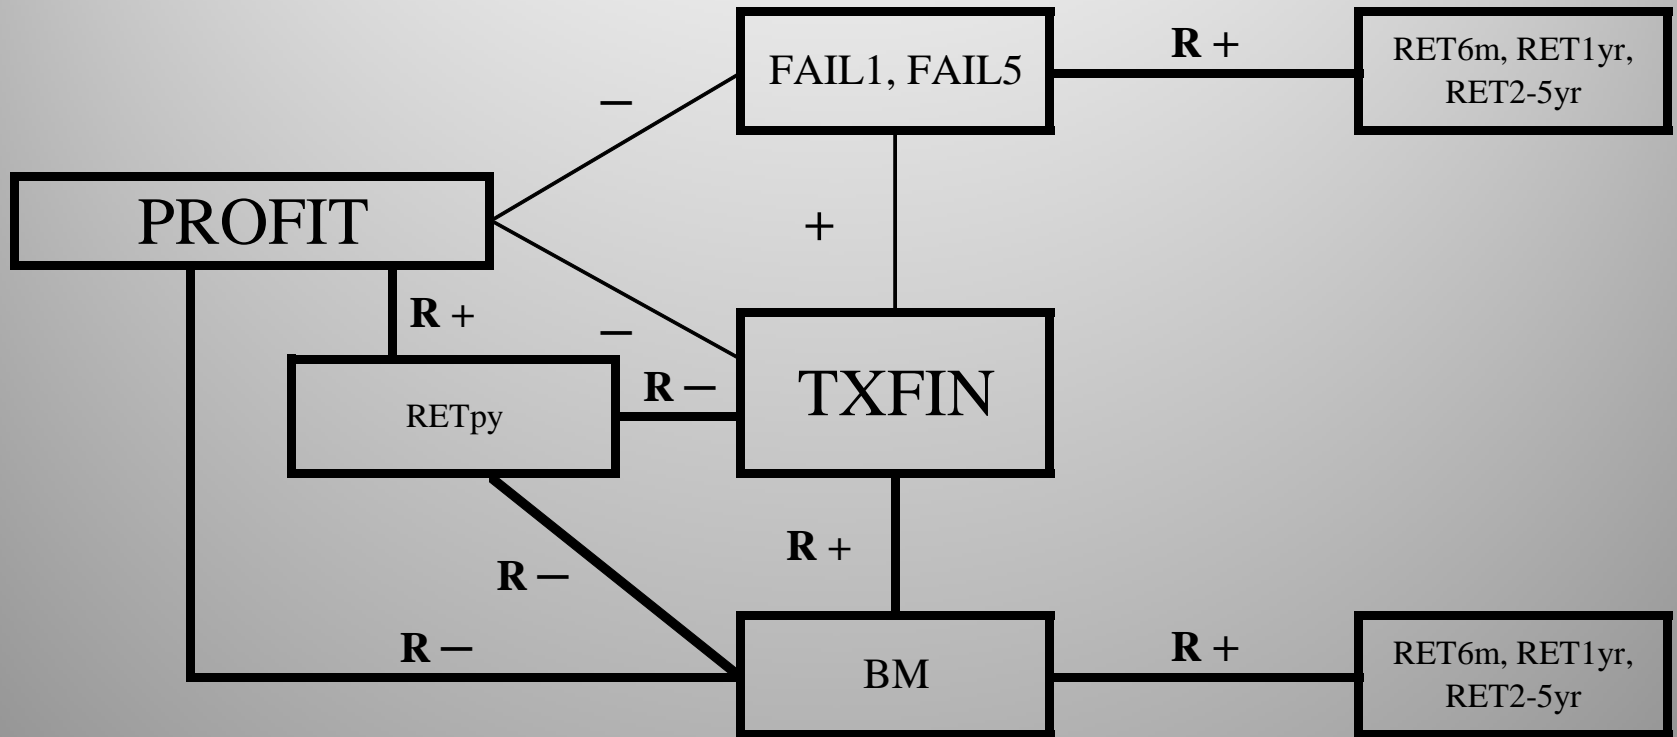 R +
FAIL1, FAIL5
RET6m, RET1yr,
RET2-5yr
–
PROFIT
+
R +
–
R –
TXFIN
RETpy
R +
R –
R –
R +
BM
RET6m, RET1yr,
RET2-5yr